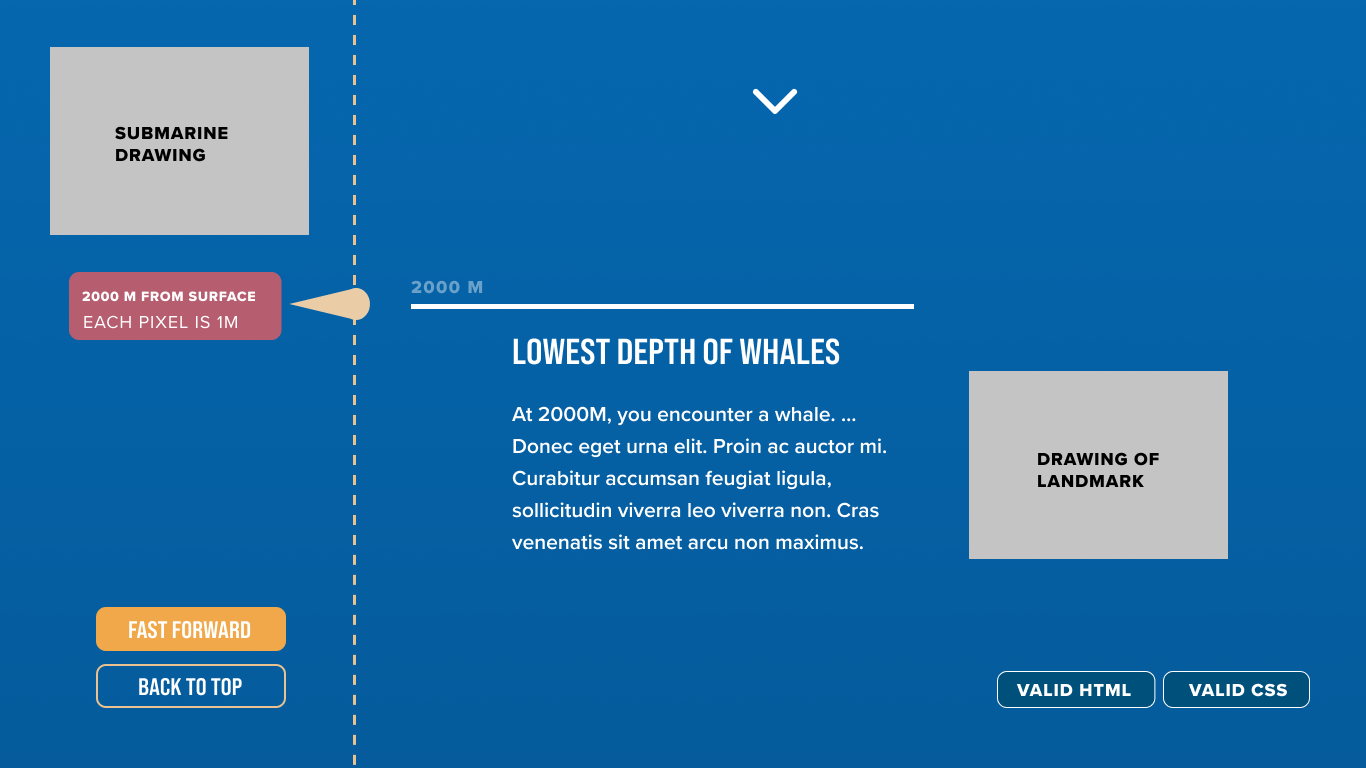 SUBMARINE
DRAWING
2000 M FROM SURFACE
EACH PIXEL IS 1M
2000 M
LOWEST DEPTH OF WHALES
At 2000M, you encounter a whale. ...
Donec eget urna elit. Proin ac auctor mi.
Curabitur accumsan feugiat ligula,
sollicitudin viverra leo viverra non. Cras
venenatis sit amet arcu non maximus.
DRAWING OF
LANDMARK
FAST FORWARD
BACK TO TOP
VALID HTML
VALID CSS